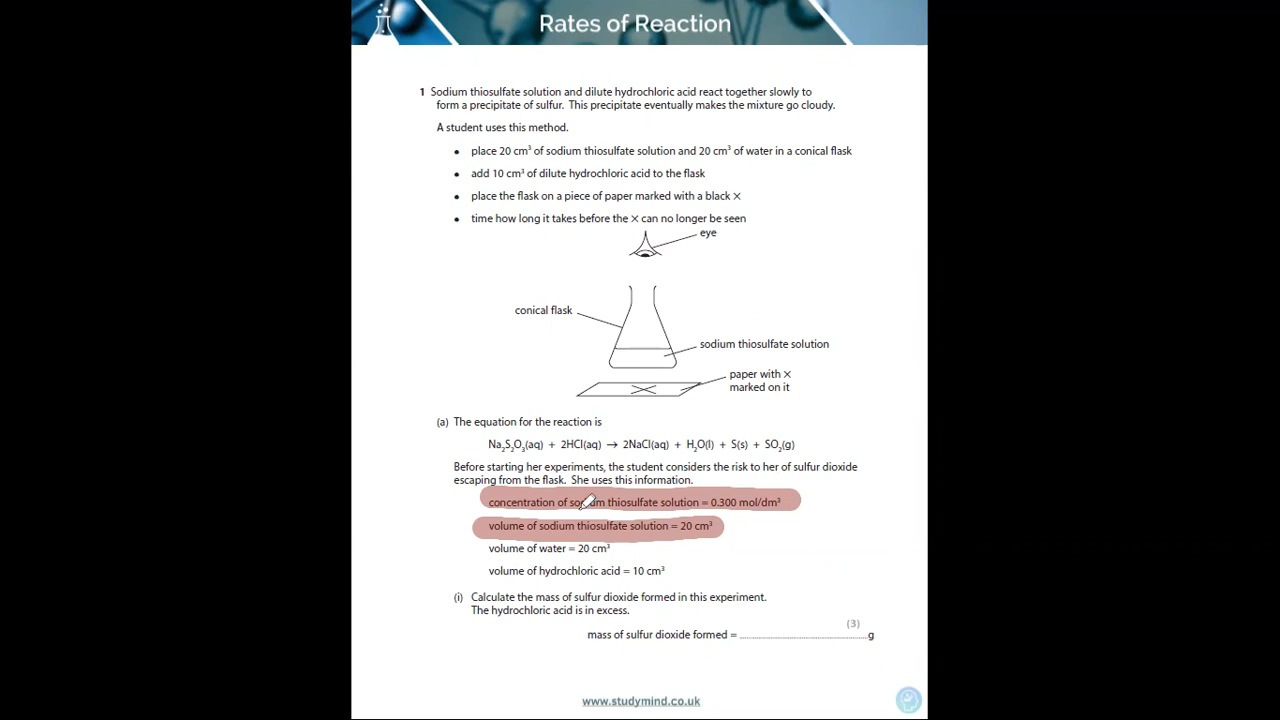 Rates of Reaction
1 Sodium thiosulfate solution and dilute hydrochloric acid react together slowly to
form a precipitate of sulfur. This precipitate eventually makes the mixture go cloudy.
A student uses this method.
• place 20 cm³ of sodium thiosulfate solution and 20 cm³ of water in a conical flask
• add 10 cm³ of dilute hydrochloric acid to the flask
• place the flask on a piece of paper marked with a black ×
• time how long it takes before the × can no longer be seen
eye
conical flask
sodium thiosulfate solution
paper with ×
marked on it
(a) The equation for the reaction is
Na₂S₂O₃(aq) + 2HCl(aq) → 2NaCl(aq) + H₂O(l) + S(s) + SO₂(g)
Before starting her experiments, the student considers the risk to her of sulfur dioxide
escaping from the flask. She uses this information.
concentration of sodium thiosulfate solution = 0.300 mol/dm³
volume of sodium thiosulfate solution = 20 cm³
volume of water = 20 cm³
volume of hydrochloric acid = 10 cm³
(i) Calculate the mass of sulfur dioxide formed in this experiment.
The hydrochloric acid is in excess.
(3)
mass of sulfur dioxide formed = ........................................ g
www.studymind.co.uk